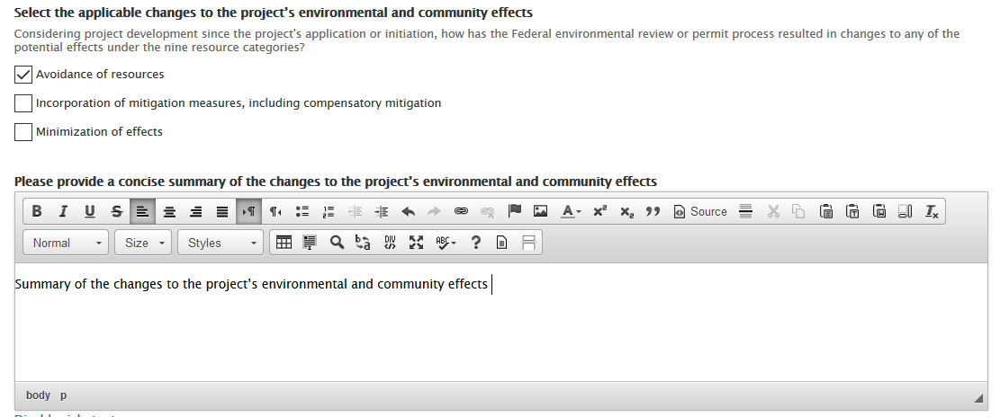 Select the applicable changes to the project's environmental and community effects
Considering project development since the project's application or initiation, how has the Federal environmental review or permit process resulted in changes to any of the
potential effects under the nine resource categories?
Avoidance of resources
Incorporation of mitigation measures, including compensatory mitigation
Minimization of effects
Please provide a concise summary of the changes to the project's environmental and community effects
Source
Normal Size Styles
Summary of the changes to the project's environmental and community effects
body p